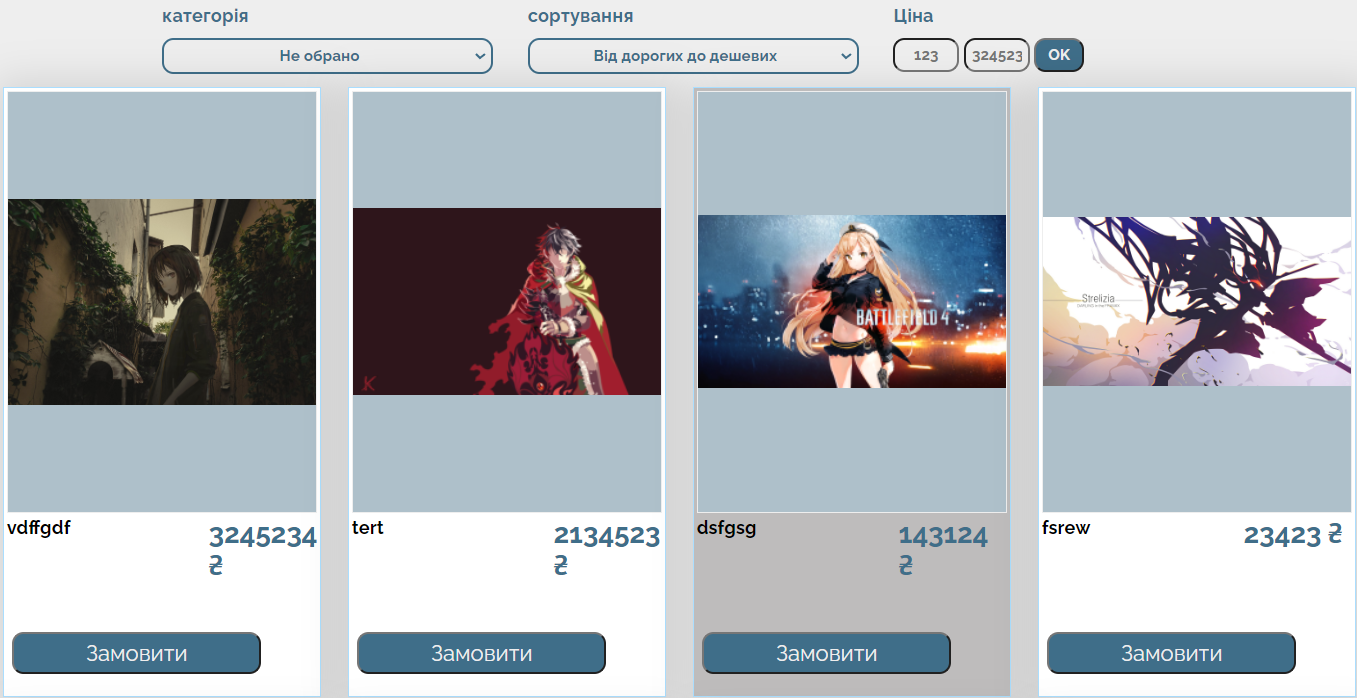 категорія
сортування
Ціна
Не обрано
Від дорогих до дешевих
123
324523
OK
Strelizia
K
BATTLEFIELD 4
vdffgdf
3245234
₴
tert
2134523
₴
dsfgsg
143124
₴
fsrew
23423 ₴
Замовити
Замовити
Замовити
Замовити